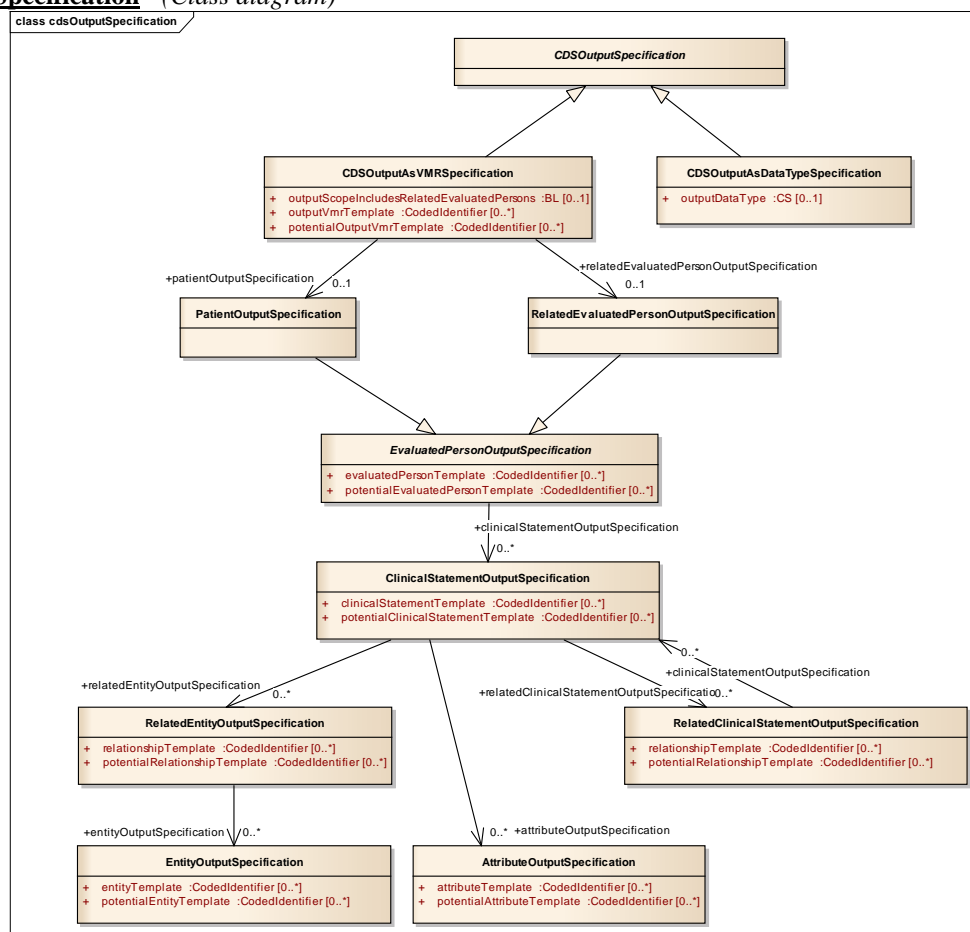 Specification (Class diagram)
class cdsOutputSpecification
CDSOutputSpecification
CDSOutputAsVMRSpecification
+ outputScopeIncludesRelatedEvaluatedPersons :BL [0..1]
+ outputVmrTemplate :CodedIdentifier [0..*]
+ potentialOutputVmrTemplate :CodedIdentifier [0..*]
CDSOutputAsDataTypeSpecification
+ outputDataType :CS [0..1]
+patientOutputSpecification
0..1
+relatedEvaluatedPersonOutputSpecification
0..1
PatientOutputSpecification
RelatedEvaluatedPersonOutputSpecification
EvaluatedPersonOutputSpecification
+ evaluatedPersonTemplate :CodedIdentifier [0..*]
+ potentialEvaluatedPersonTemplate :CodedIdentifier [0..*]
+clinicalStatementOutputSpecification
0..*
ClinicalStatementOutputSpecification
+ clinicalStatementTemplate :CodedIdentifier [0..*]
+ potentialClinicalStatementTemplate :CodedIdentifier [0..*]
0..*
+clinicalStatementOutputSpecification
+relatedEntityOutputSpecification
0..*
+relatedClinicalStatementOutputSpecification
0..*
RelatedEntityOutputSpecification
+ relationshipTemplate :CodedIdentifier [0..*]
+ potentialRelationshipTemplate :CodedIdentifier [0..*]
RelatedClinicalStatementOutputSpecification
+ relationshipTemplate :CodedIdentifier [0..*]
+ potentialRelationshipTemplate :CodedIdentifier [0..*]
+entityOutputSpecification
0..*
0..*
+attributeOutputSpecification
EntityOutputSpecification
+ entityTemplate :CodedIdentifier [0..*]
+ potentialEntityTemplate :CodedIdentifier [0..*]
AttributeOutputSpecification
+ attributeTemplate :CodedIdentifier [0..*]
+ potentialAttributeTemplate :CodedIdentifier [0..*]